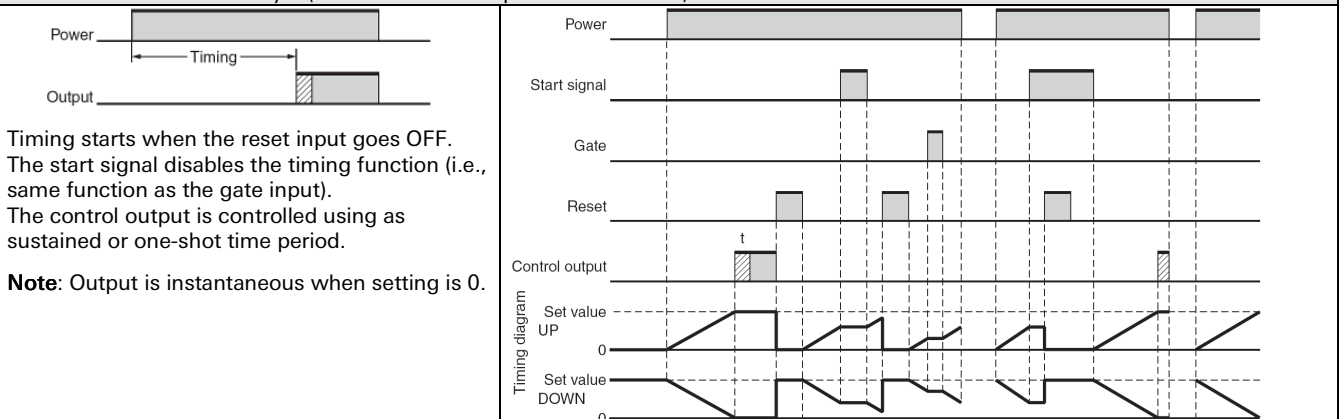 Power
Timing
Output
Timing starts when the reset input goes OFF.
The start signal disables the timing function (i.e.,
same function as the gate input).
The control output is controlled using as
sustained or one-shot time period.
Note: Output is instantaneous when setting is 0.
Power
Start signal
Gate
Reset
t
Control output
Timing diagram
Set value
UP
0
Set value
DOWN
0